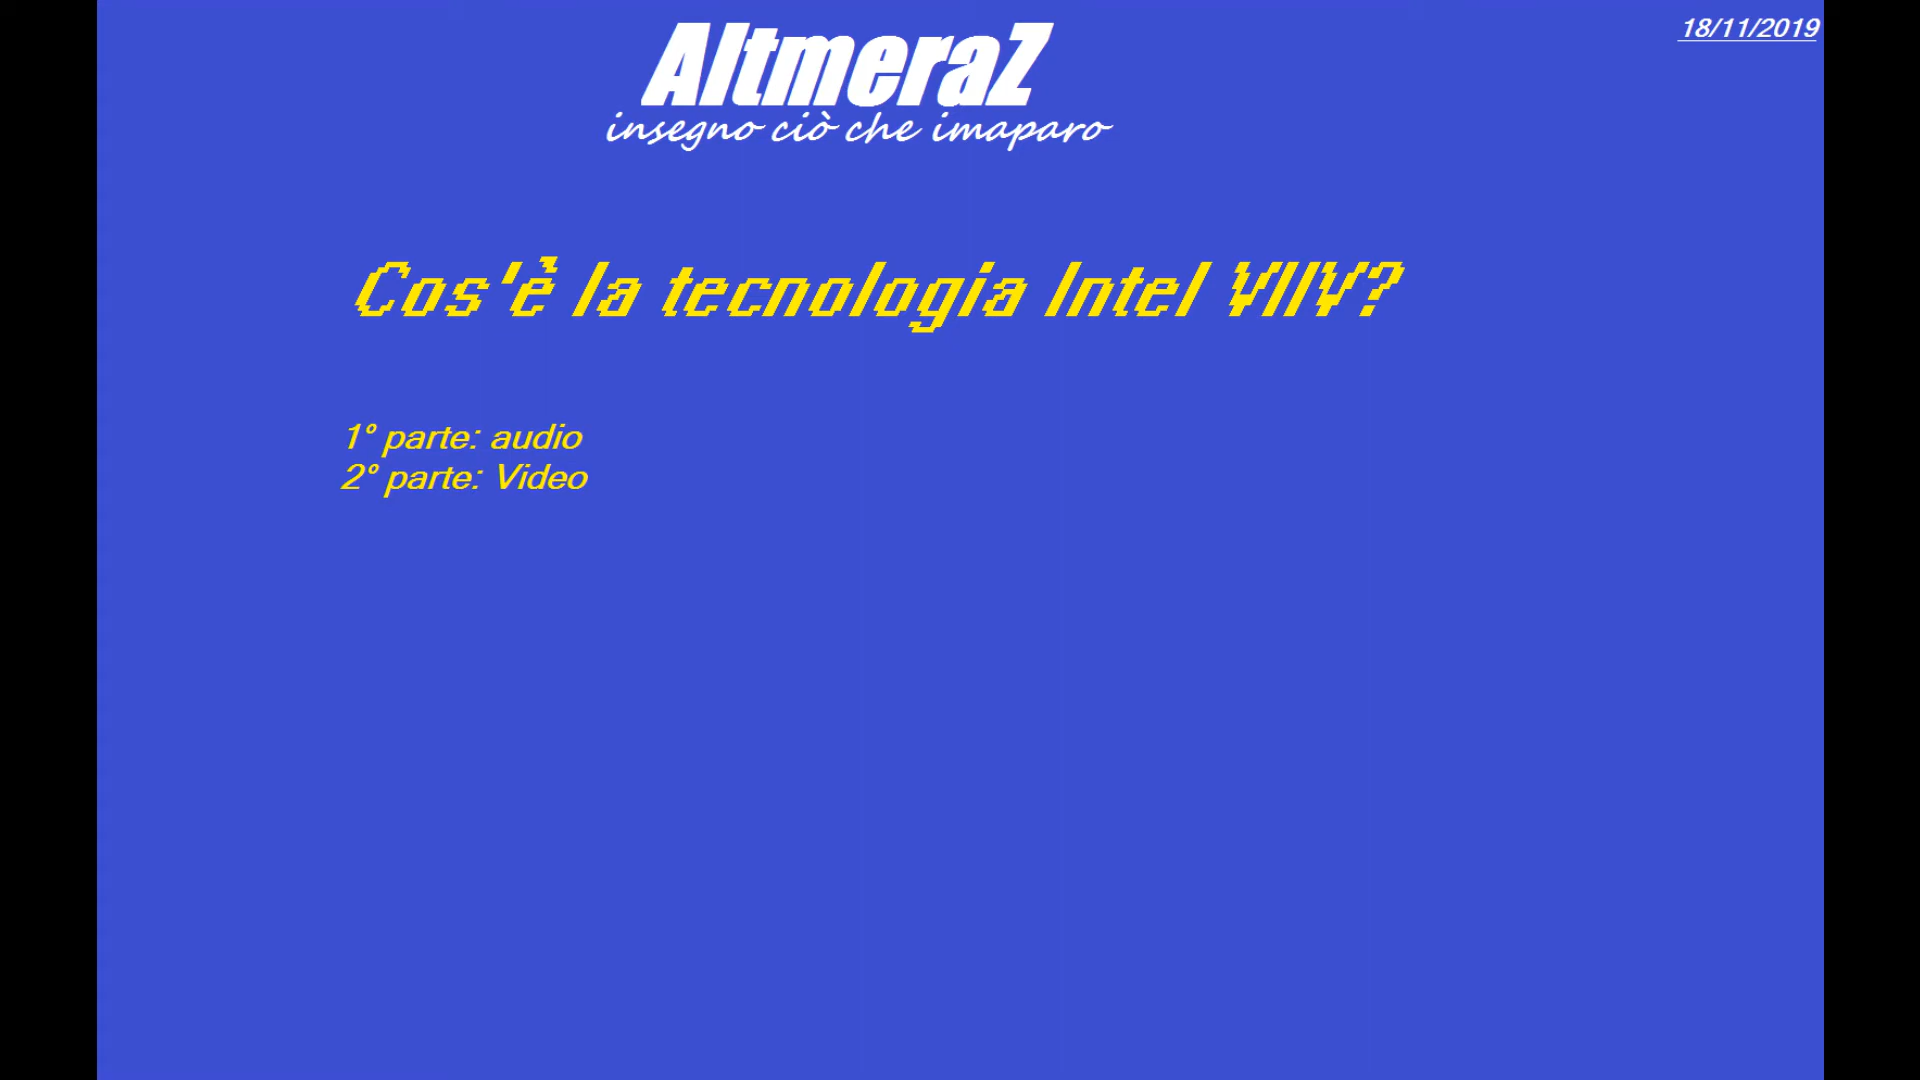 AltmeraZ
18/11/2019
insegno ciò che imaparo
Cos'è la tecnologia Intel VIIV?
1° parte: audio
2° parte: Video